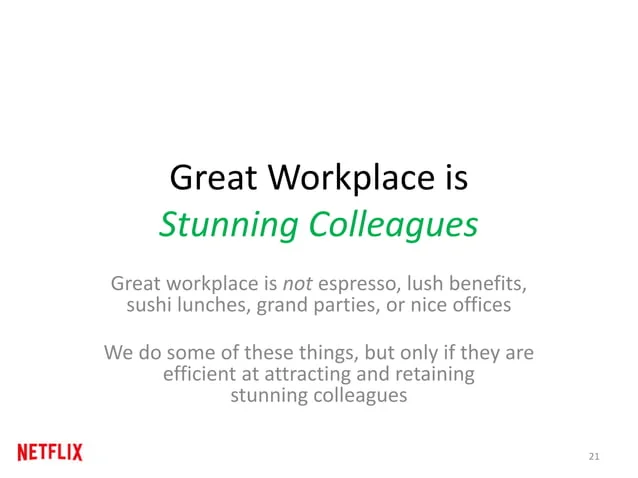 Great Workplace is
Stunning Colleagues
Great workplace is not espresso, lush benefits,
sushi lunches, grand parties, or nice offices
We do some of these things, but only if they are
efficient at attracting and retaining
stunning colleagues
NETFLIX
21